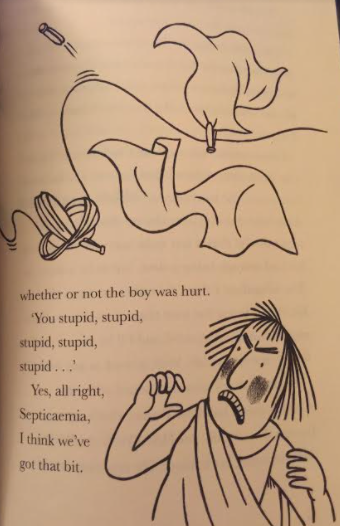 whether or not the boy was hurt.
‘You stupid, stupid,
stupid, stupid,
stupid . . .’
Yes, all right,
Septicaemia,
I think we’ve
got that bit.